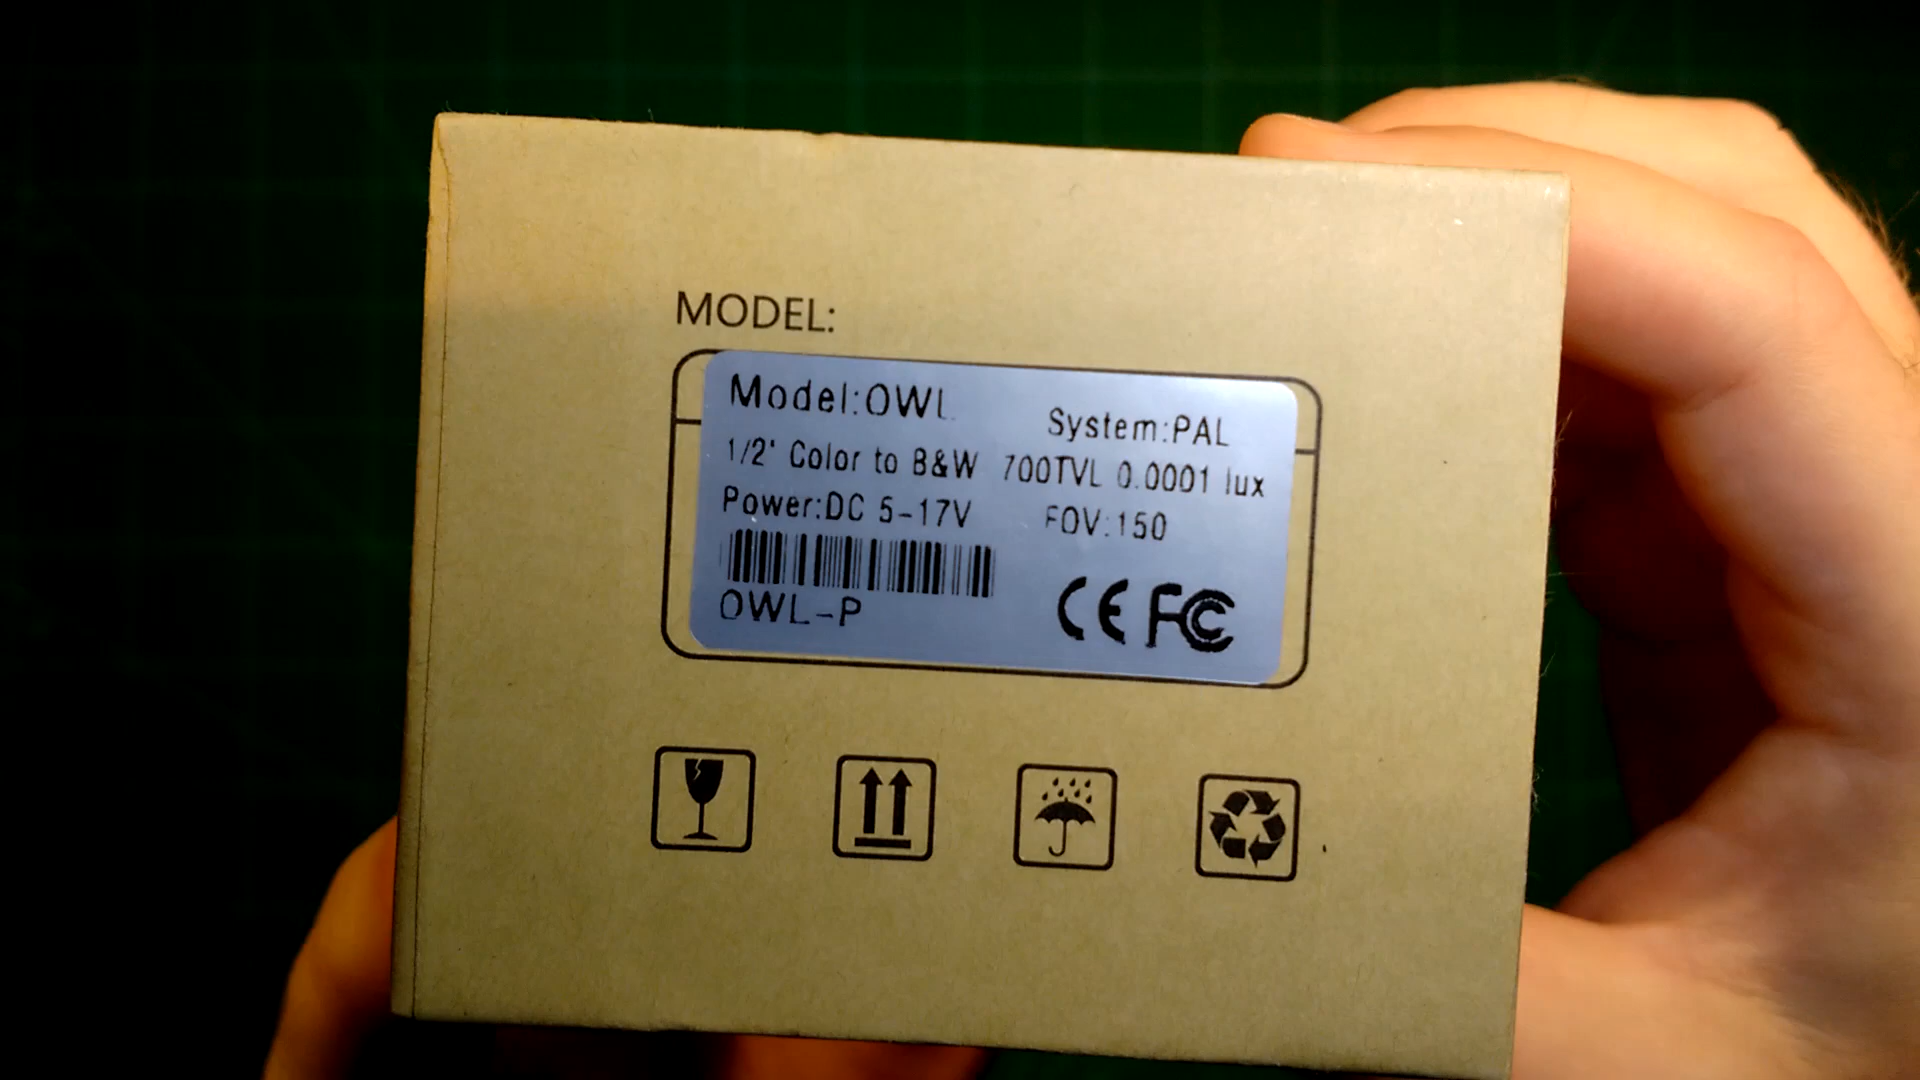 MODEL:
Model:OWL
System:PAL
1/2' Color to B&W 700TVL 0.0001 lux
Power:DC 5-17V FOV:150
OWL-P
CE FC